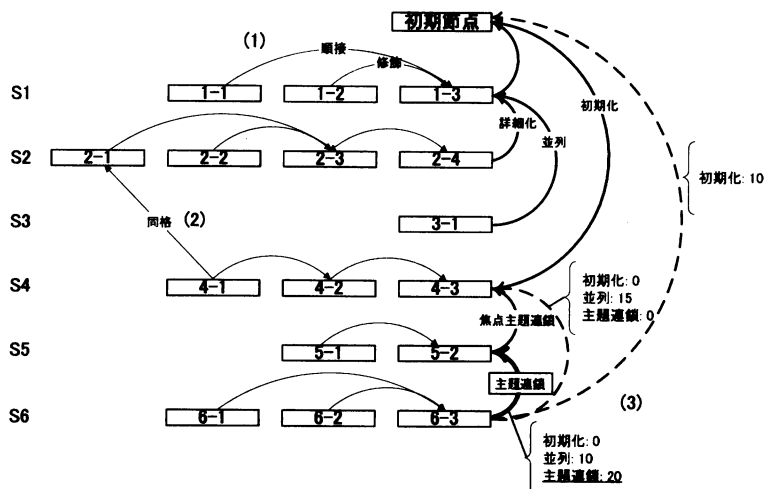 初期節点
(1)
順接
修飾
S1
1-1
1-2
1-3
初期化
詳細化
並列
S2
2-1
2-2
2-3
2-4
初期化: 10
S3
3-1
同格
(2)
S4
4-1
4-2
4-3
初期化: 0
並列: 15
主題連鎖: 0
焦点主題連鎖
S5
5-1
5-2
主題連鎖
(3)
S6
6-1
6-2
6-3
初期化: 0
並列: 10
主題連鎖: 20